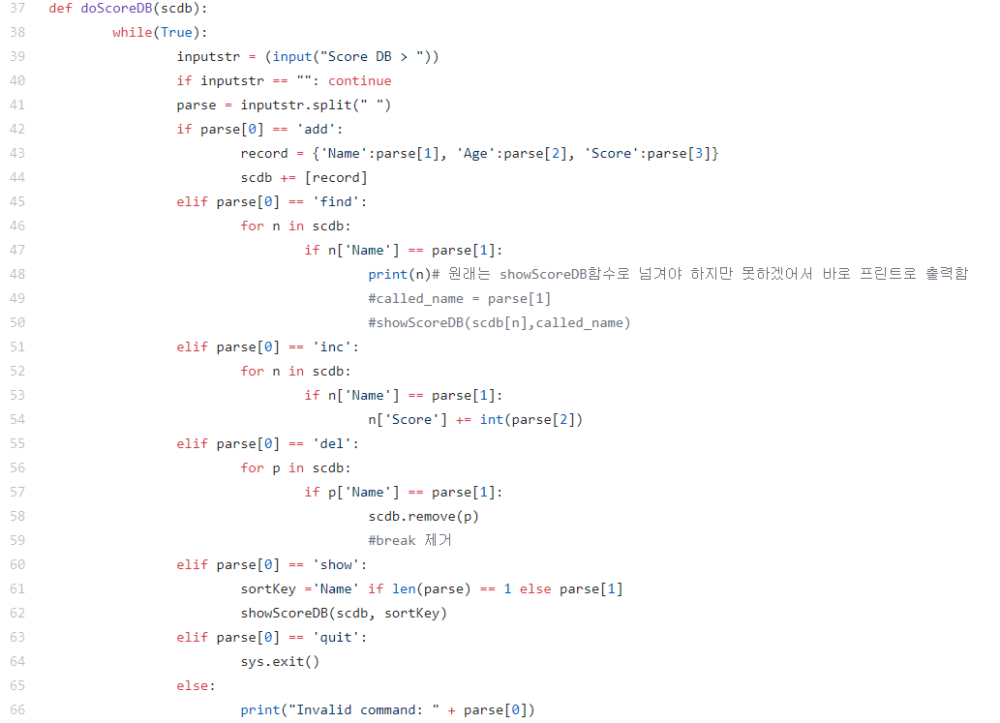 37 def doScoreDB(scdb):
38 while(True):
39 inputstr = (input("Score DB > "))
40 if inputstr == "": continue
41 parse = inputstr.split(" ")
42 if parse[0] == 'add':
43 record = {'Name':parse[1], 'Age':parse[2], 'Score':parse[3]}
44 scdb += [record]
45 elif parse[0] == 'find':
46 for n in scdb:
47 if n['Name'] == parse[1]:
48 print(n)# 원래는 showScoreDB함수로 넘겨야 하지만 못하겠어서 바로 프린트로 출력함
49 #called_name = parse[1]
50 #showScoreDB(scdb[n],called_name)
51 elif parse[0] == 'inc':
52 for n in scdb:
53 if n['Name'] == parse[1]:
54 n['Score'] += int(parse[2])
55 elif parse[0] == 'del':
56 for p in scdb:
57 if p['Name'] == parse[1]:
58 scdb.remove(p)
59 #break 제거
60 elif parse[0] == 'show':
61 sortKey ='Name' if len(parse) == 1 else parse[1]
62 showScoreDB(scdb, sortKey)
63 elif parse[0] == 'quit':
64 sys.exit()
65 else:
66 print("Invalid command: " + parse[0])